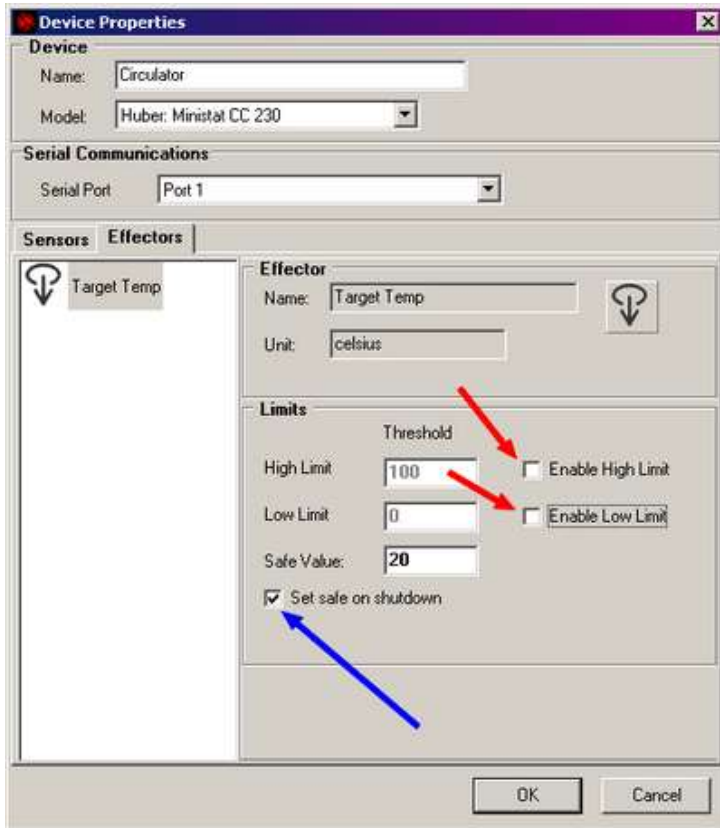 Device Properties
Device
Name: Circulator
Model: Huber: Ministat CC 230
Serial Communications
Serial Port Port 1
Sensors Effectors
Target Temp
Effector
Name: Target Temp
Unit: celsius
Limits
Threshold
High Limit 100 Enable High Limit
Low Limit 0 Enable Low Limit
Safe Value: 20
Set safe on shutdown
OK Cancel